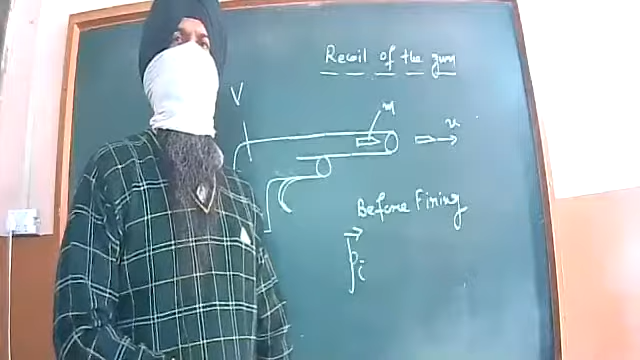 Recoil of the gun
V
m
u
Before Firing
p⃗i